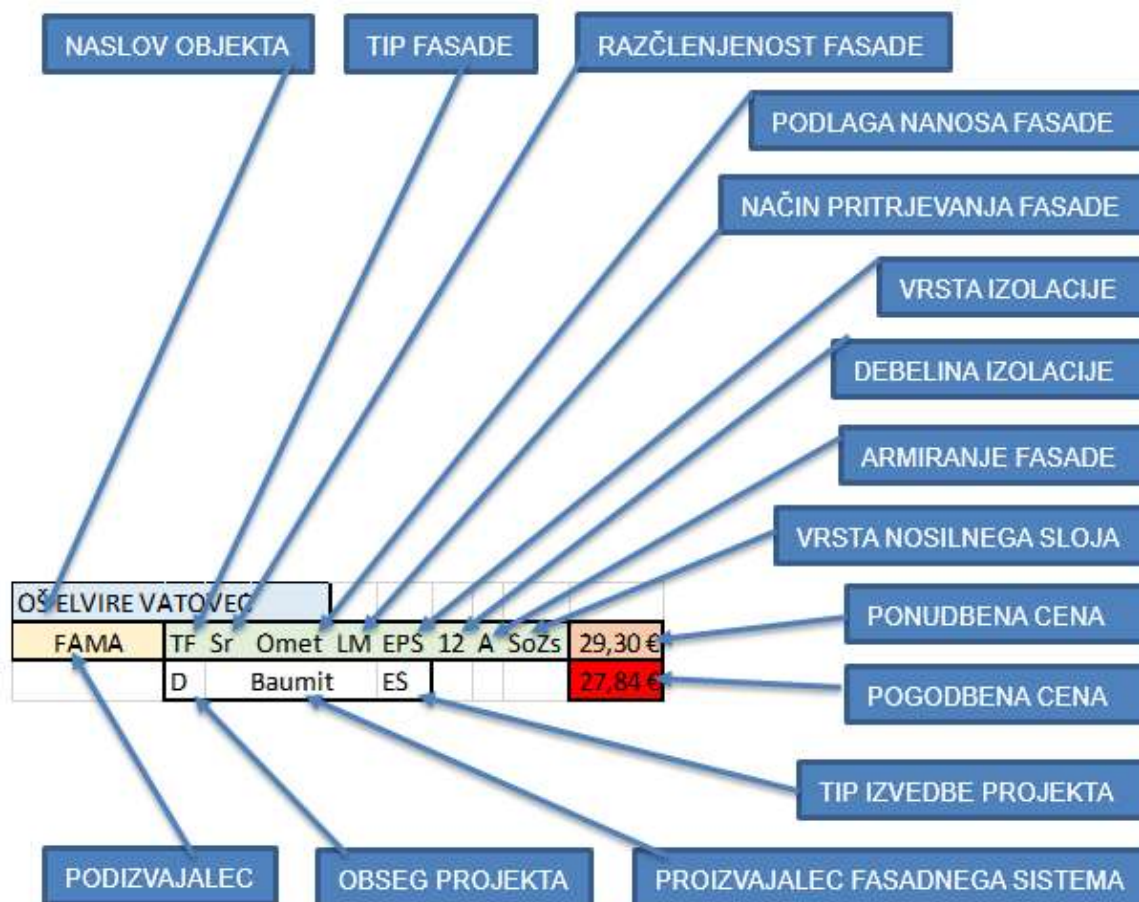 NASLOV OBJEKTA
TIP FASADE
RAZČLENJENOST FASADE
PODLAGA NANOSA FASADE
NAČIN PRITRJEVANJA FASADE
VRSTA IZOLACIJE
DEBELINA IZOLACIJE
ARMIRANJE FASADE
VRSTA NOSILNEGA SLOJA
OŠ ELVIRE VATOVEC
PONUDBENA CENA
FAMA TF Sr Omet LM EPS 12 A SoZs 29,30 €
D Baumit ES 27,84 €
POGODBENA CENA
TIP IZVEDBE PROJEKTA
PODIZVAJALEC
OBSEG PROJEKTA
PROIZVAJALEC FASADNEGA SISTEMA